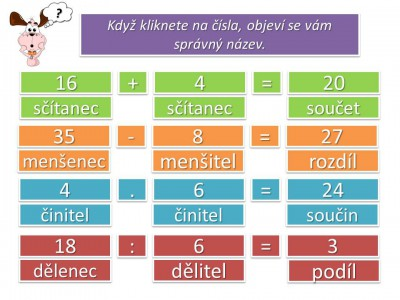 ?
Když kliknete na čísla, objeví se vám
správný název.
16 + 4 = 20
sčítanec sčítanec součet
35 - 8 = 27
menšenec menšitel rozdíl
4 . 6 = 24
činitel činitel součin
18 : 6 = 3
dělenec dělitel podíl